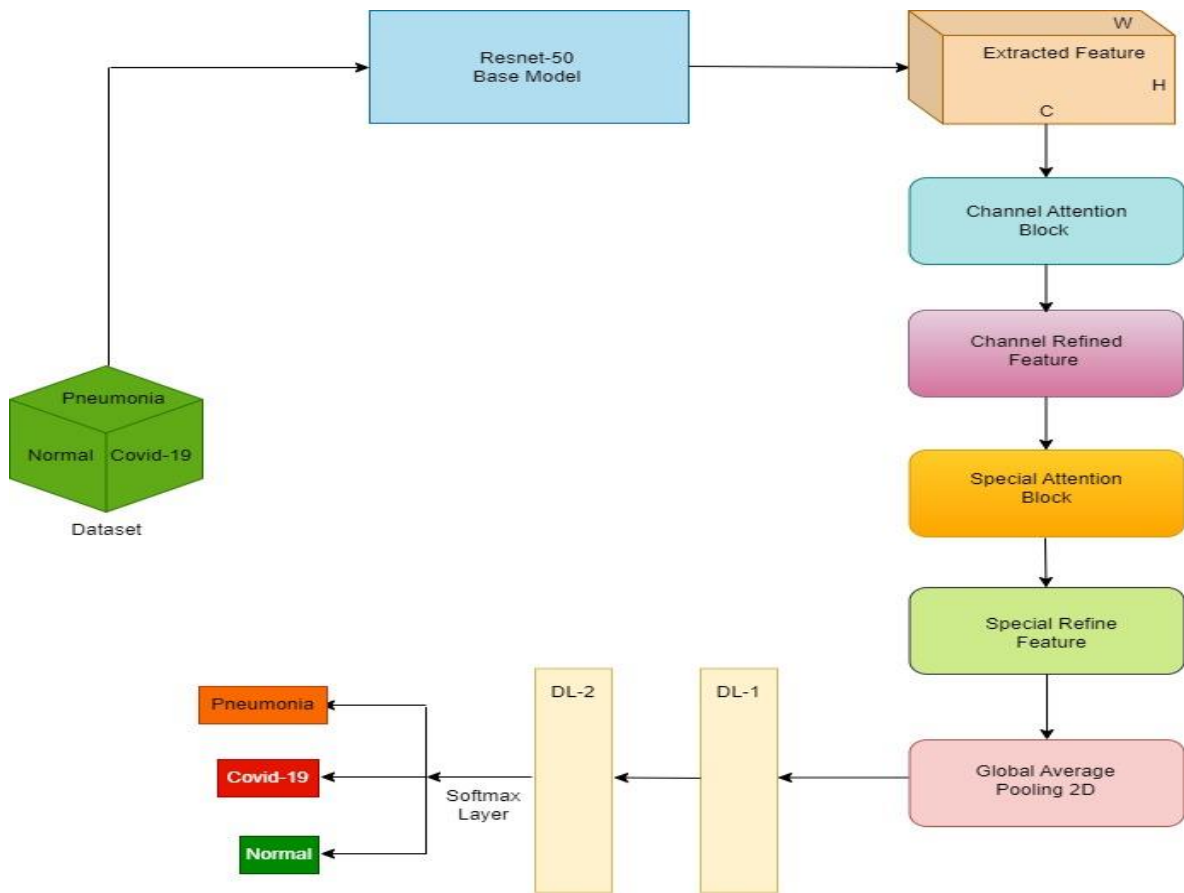 Resnet-50
Base Model
W
Extracted Feature
H
C
Channel Attention
Block
Channel Refined
Feature
Special Attention
Block
Special Refine
Feature
Global Average
Pooling 2D
DL-1
DL-2
Softmax
Layer
Pneumonia
Covid-19
Normal
Pneumonia
Normal
Covid-19
Dataset